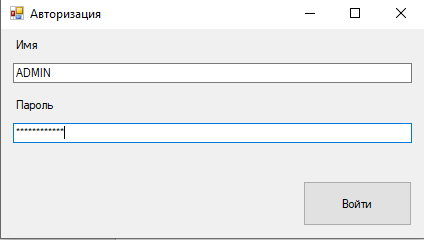 Авторизация
Имя
ADMIN
Пароль
************
Войти